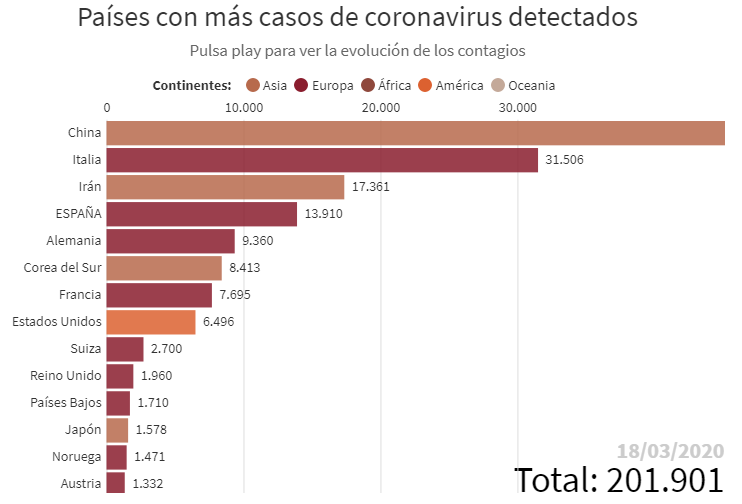 Países con más casos de coronavirus detectados
Pulsa play para ver la evolución de los contagios
Continentes: Asia Europa África América Oceania
0 10.000 20.000 30.000
China
Italia 31.506
Irán 17.361
ESPAÑA 13.910
Alemania 9.360
Corea del Sur 8.413
Francia 7.695
Estados Unidos 6.496
Suiza 2.700
Reino Unido 1.960
Países Bajos 1.710
Japón 1.578
Noruega 1.471
Austria 1.332
18/03/2020
Total: 201.901